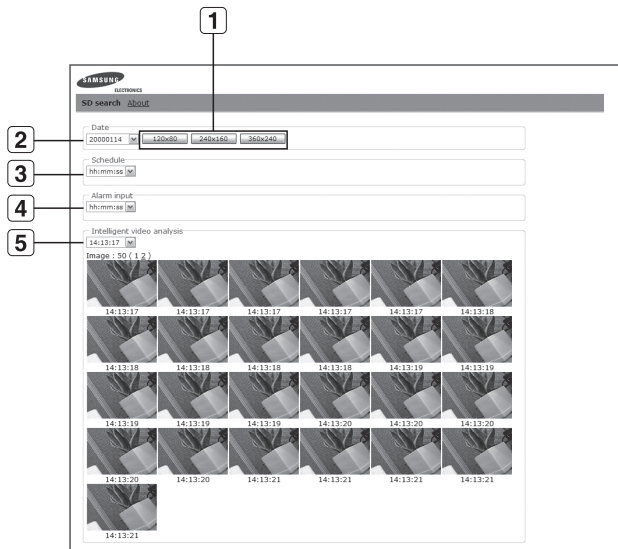 1
SAMSUNG
ELECTRONICS
SD search About
Date
2
20000114 120x80 240x160 360x240
Schedule
3
hh:mm:ss
Alarm input
4
hh:mm:ss
Intelligent video analysis
5
14:13:17
Image : 50 ( 1 2 )
14:13:17 14:13:17 14:13:17 14:13:17 14:13:17 14:13:18
14:13:18 14:13:18 14:13:18 14:13:18 14:13:19 14:13:19
14:13:19 14:13:19 14:13:19 14:13:20 14:13:20 14:13:20
14:13:20 14:13:20 14:13:21 14:13:21 14:13:21 14:13:21
14:13:21